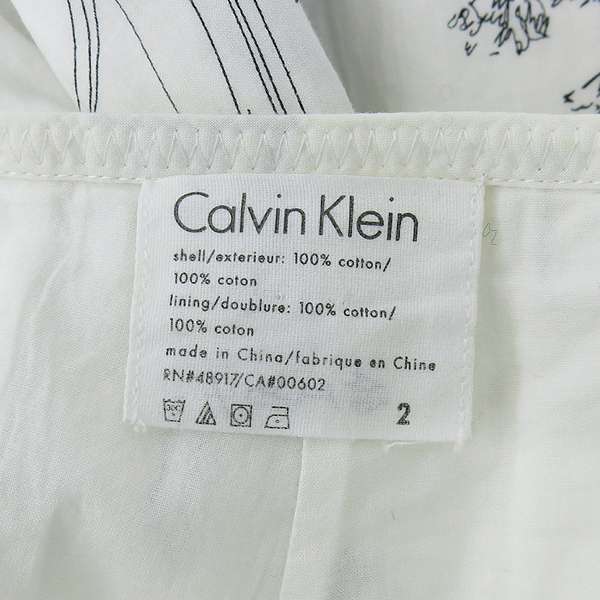 Calvin Klein
shell/exterieur: 100% cotton/
100% coton
lining/doublure: 100% cotton/
100% coton
made in China/fabrique en Chine
RN#48917/CA#00602
30C
2